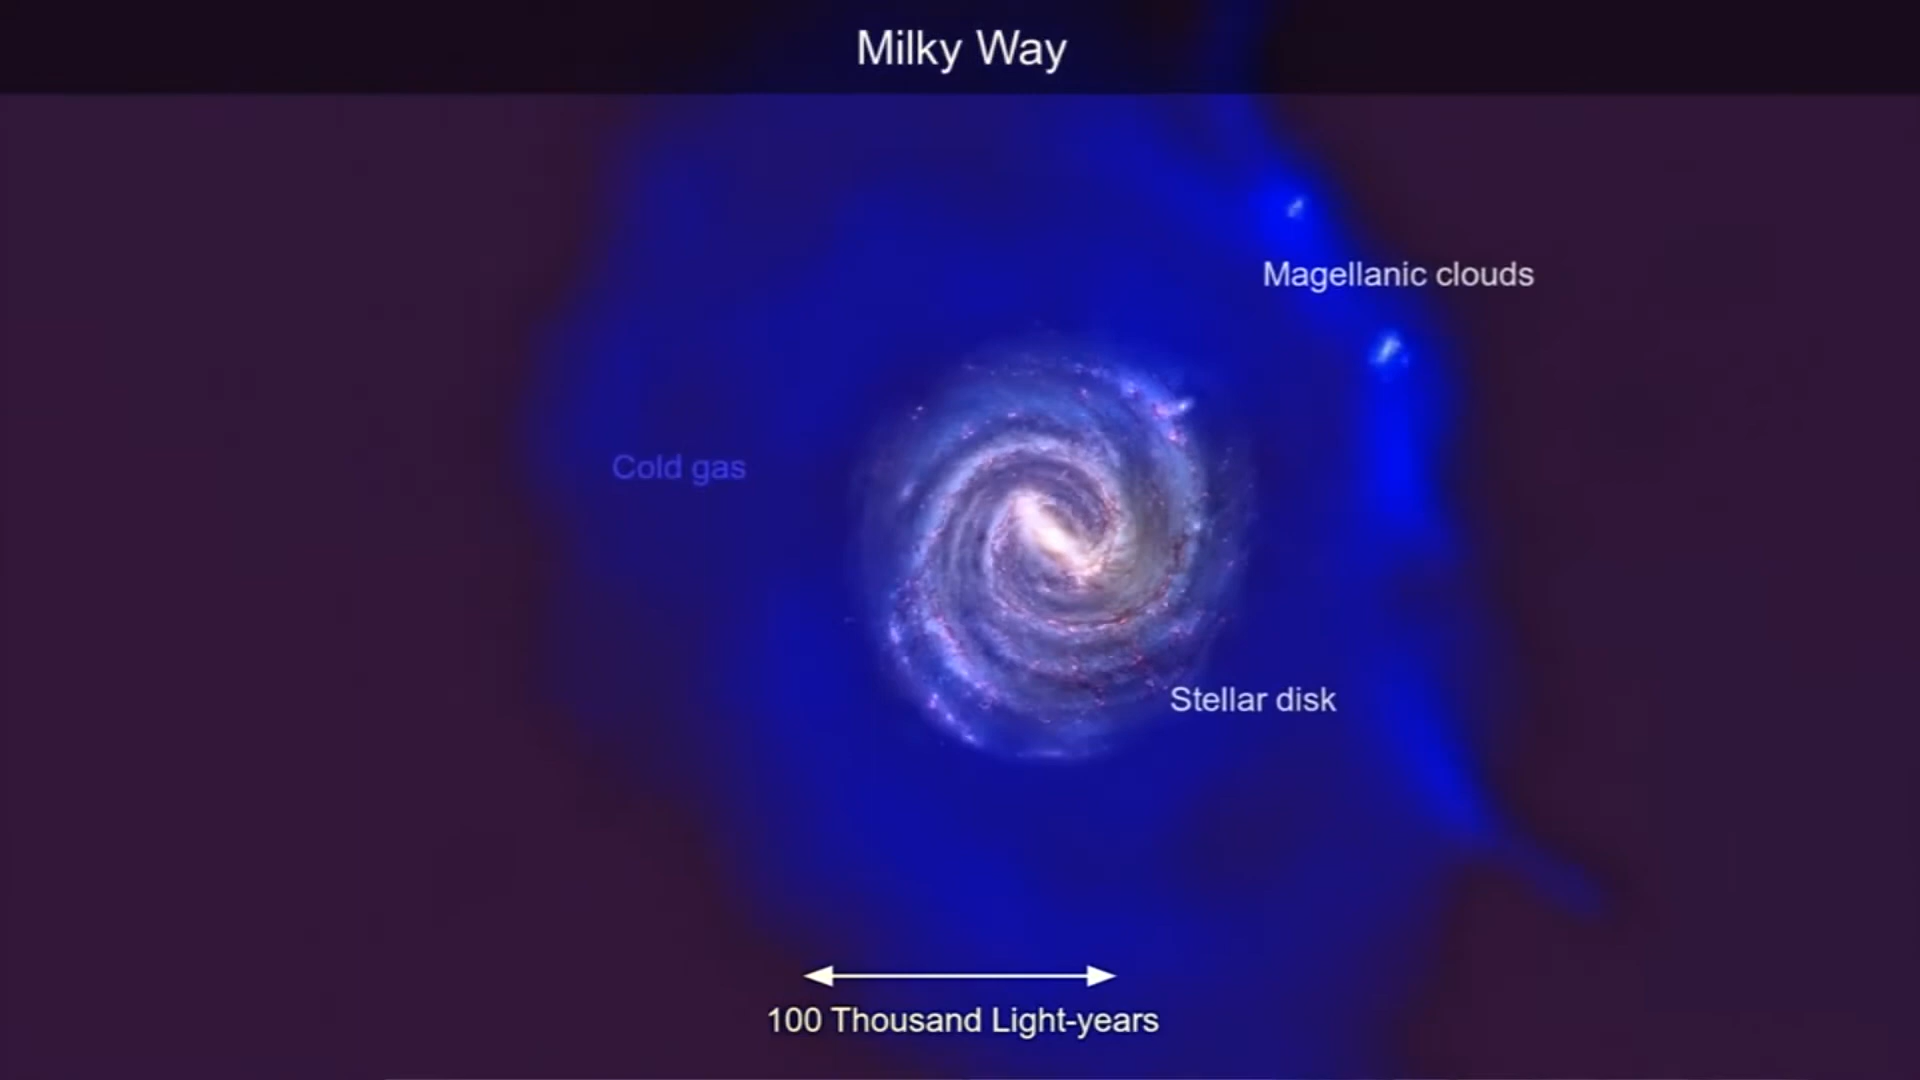 Milky Way
Magellanic clouds
Cold gas
Stellar disk
100 Thousand Light-years